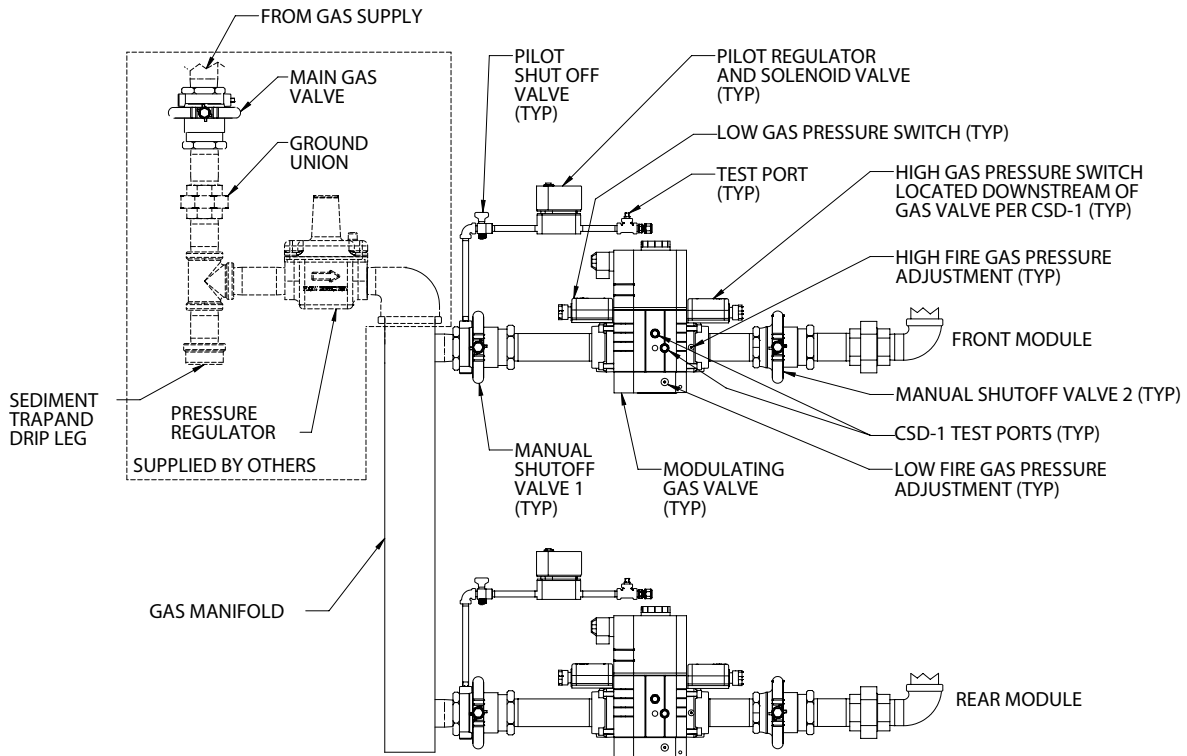 FROM GAS SUPPLY
MAIN GAS
VALVE
GROUND
UNION
PILOT
SHUT OFF
VALVE
(TYP)
PILOT REGULATOR
AND SOLENOID VALVE
(TYP)
LOW GAS PRESSURE SWITCH (TYP)
TEST PORT
(TYP)
HIGH GAS PRESSURE SWITCH
LOCATED DOWNSTREAM OF
GAS VALVE PER CSD-1 (TYP)
HIGH FIRE GAS PRESSURE
ADJUSTMENT (TYP)
FRONT MODULE
MANUAL SHUTOFF VALVE 2 (TYP)
CSD-1 TEST PORTS (TYP)
LOW FIRE GAS PRESSURE
ADJUSTMENT (TYP)
SEDIMENT
TRAPAND
DRIP LEG
PRESSURE
REGULATOR
SUPPLIED BY OTHERS
MANUAL
SHUTOFF
VALVE 1
(TYP)
MODULATING
GAS VALVE
(TYP)
GAS MANIFOLD
REAR MODULE